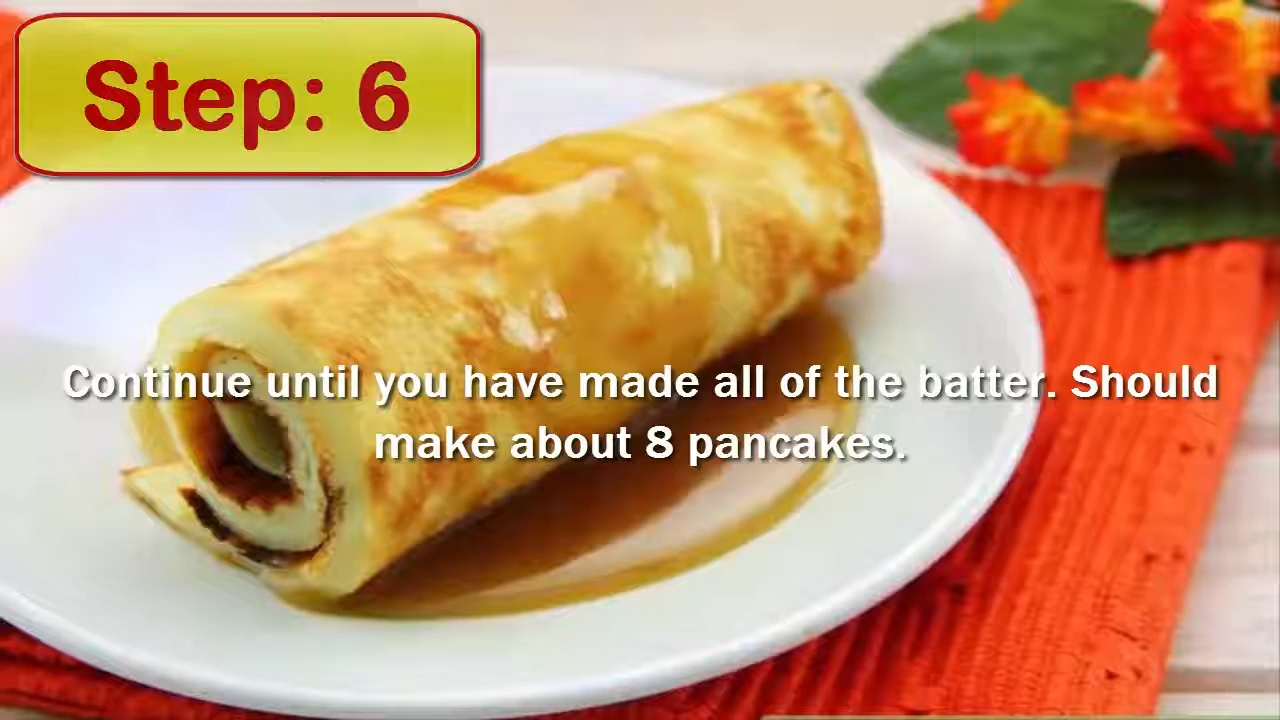 Step: 6
Continue until you have made all of the batter. Should
make about 8 pancakes.